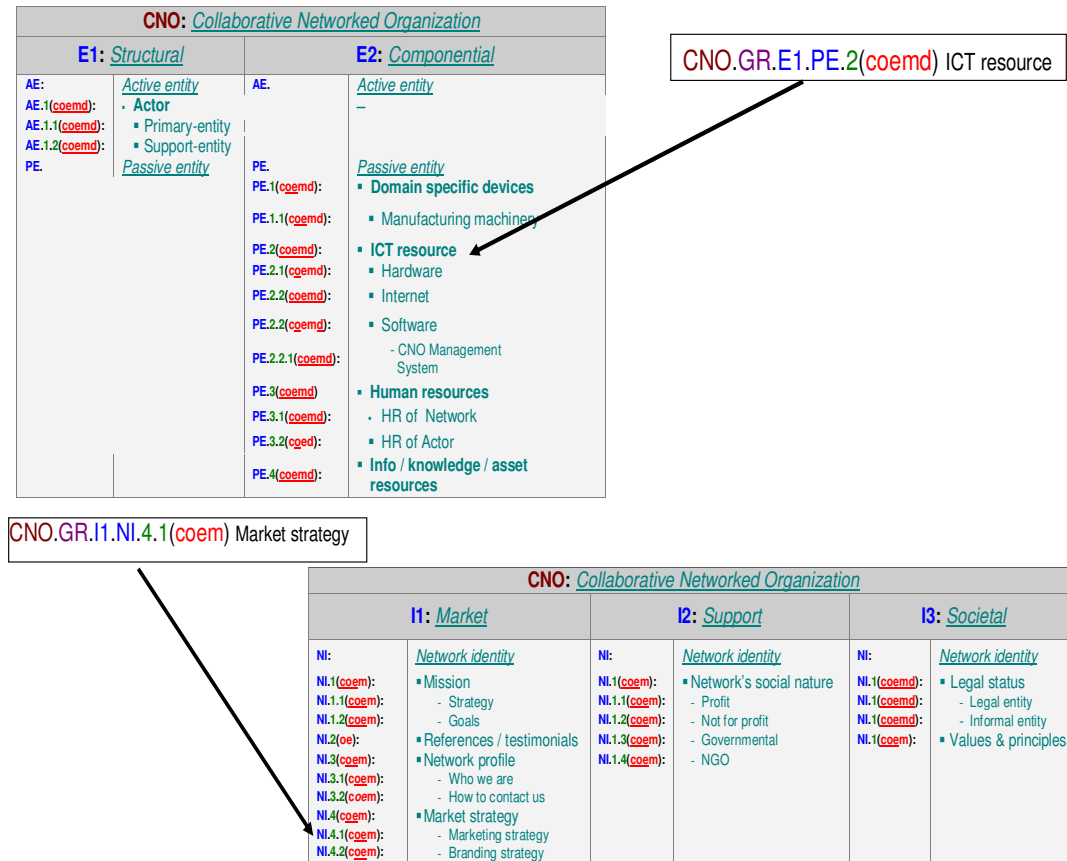 CNO: Collaborative Networked Organization
E1: Structural E2: Componential
AE: Active entity AE. Active entity
AE.1(coemd): ▪ Actor –
AE.1.1(coemd): ▪ Primary-entity
AE.1.2(coemd): ▪ Support-entity
PE. Passive entity PE. Passive entity
PE.1(coemd): ▪ Domain specific devices
PE.1.1(coemd): ▪ Manufacturing machinery
PE.2(coemd): ▪ ICT resource
PE.2.1(coemd): ▪ Hardware
PE.2.2(coemd): ▪ Internet
PE.2.2(coemd): ▪ Software
PE.2.2.1(coemd): - CNO Management
System
PE.3(coemd) ▪ Human resources
PE.3.1(coemd): ▪ HR of Network
PE.3.2(coed): ▪ HR of Actor
PE.4(coemd): ▪ Info / knowledge / asset
resources
CNO.GR.E1.PE.2(coemd) ICT resource
CNO.GR.I1.NI.4.1(coem) Market strategy
CNO: Collaborative Networked Organization
I1: Market I2: Support I3: Societal
NI: Network identity NI: Network identity NI: Network identity
NI.1(coem): ▪ Mission NI.1(coem): ▪ Network's social nature NI.1(coemd): ▪ Legal status
NI.1.1(coem): - Strategy NI.1.1(coem): - Profit NI.1(coemd): - Legal entity
NI.1.2(coem): - Goals NI.1.2(coem): - Not for profit NI.1(coemd): - Informal entity
NI.2(oe): ▪ References / testimonials NI.1.3(coem): - Governmental NI.1(coem): ▪ Values & principles
NI.3(coem): ▪ Network profile NI.1.4(coem): - NGO
NI.3.1(coem): - Who we are
NI.3.2(coem): - How to contact us
NI.4(coem): ▪ Market strategy
NI.4.1(coem): - Marketing strategy
NI.4.2(coem): - Branding strategy